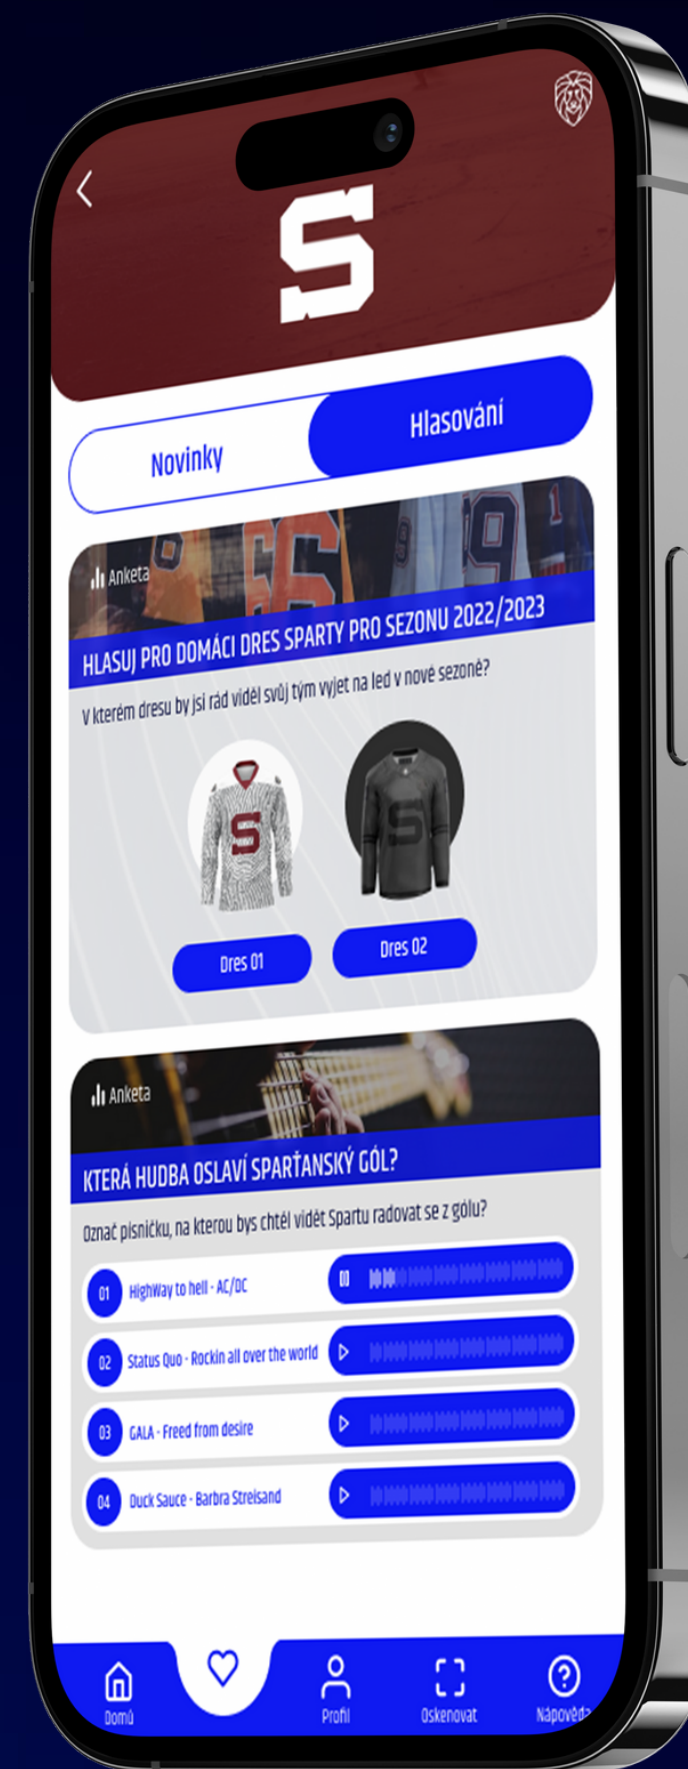 S
Novinky
Hlasování
Anketa
HLASUJ PRO DOMÁCI DRES SPARTY PRO SEZONU 2022/2023
V kterém dresu by jsi rád viděl svůj tým vyjet na led v nové sezoně?
S
S
Dres 01
Dres 02
Anketa
KTERÁ HUDBA OSLAVÍ SPARŤANSKÝ GÓL?
Označ písničku, na kterou bys chtěl vidět Spartu radovat se z gólu?
01 HighWay to hell - AC/DC
02 Status Quo - Rockin all over the world
03 GALA - Freed from desire
04 Duck Sauce - Barbra Streisand
Domů
Profil
Oskenovat
Nápověda